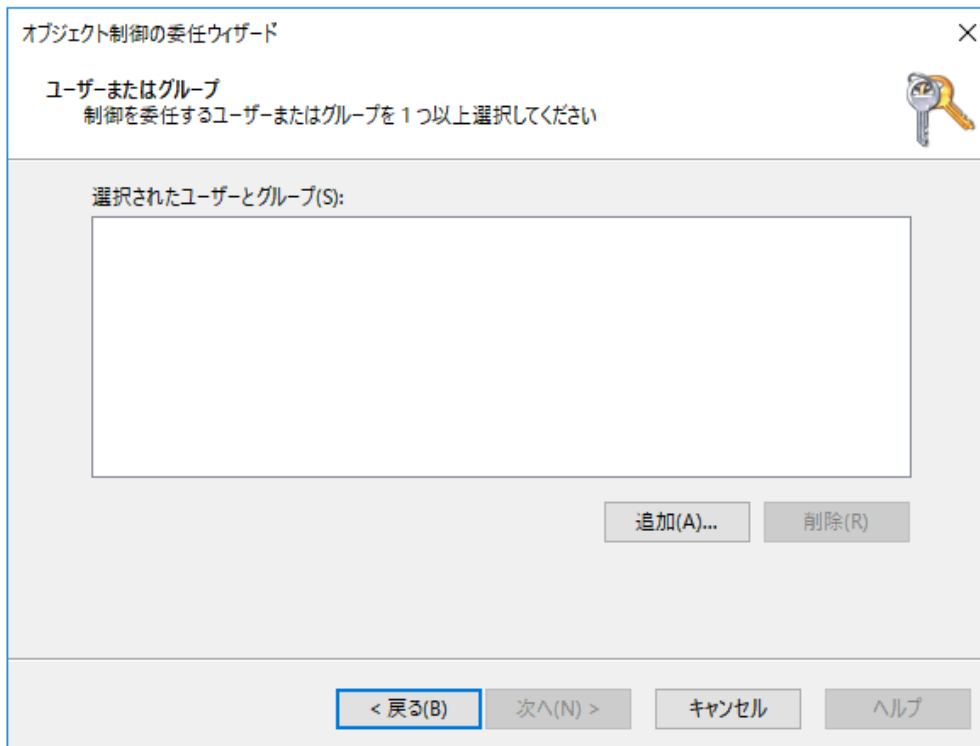 オブジェクト制御の委任ウィザード
ユーザーまたはグループ
制御を委任するユーザーまたはグループを 1 つ以上選択してください
選択されたユーザーとグループ(S):
追加(A)... 削除(R)
< 戻る(B) 次へ(N) > キャンセル ヘルプ